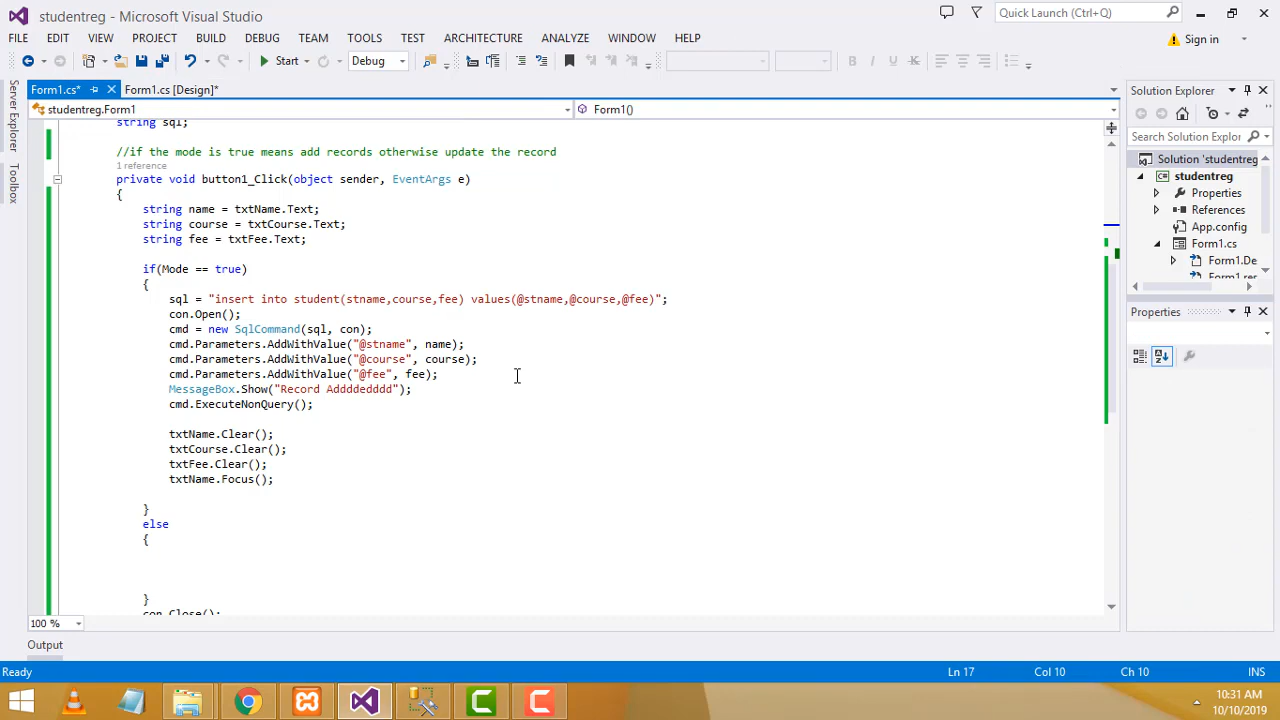 studentreg - Microsoft Visual Studio
Quick Launch (Ctrl+Q)
FILE EDIT VIEW PROJECT BUILD DEBUG TEAM TOOLS TEST ARCHITECTURE ANALYZE WINDOW HELP
Sign in
Start Debug
Server Explorer
Toolbox
Form1.cs* Form1.cs [Design]*
studentreg.Form1 Form1()
string sql;
//if the mode is true means add records otherwise update the record
1 reference
private void button1_Click(object sender, EventArgs e)
{
string name = txtName.Text;
string course = txtCourse.Text;
string fee = txtFee.Text;
if(Mode == true)
{
sql = "insert into student(stname,course,fee) values(@stname,@course,@fee)";
con.Open();
cmd = new SqlCommand(sql, con);
cmd.Parameters.AddWithValue("@stname", name);
cmd.Parameters.AddWithValue("@course", course);
cmd.Parameters.AddWithValue("@fee", fee);
MessageBox.Show("Record Addddedddd");
cmd.ExecuteNonQuery();
txtName.Clear();
txtCourse.Clear();
txtFee.Clear();
txtName.Focus();
}
else
{
}
con.Close();
100 %
Output
Solution Explorer
Search Solution Explor
Solution 'studentreg
studentreg
Properties
References
App.config
Form1.cs
Form1.De
Form1.res
Properties
Ready Ln 17 Col 10 Ch 10 INS
10:31 AM
10/10/2019